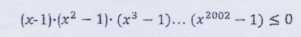 (x-1)·(x² − 1)· (x³ − 1)… (x²⁰⁰² − 1) ≤ 0